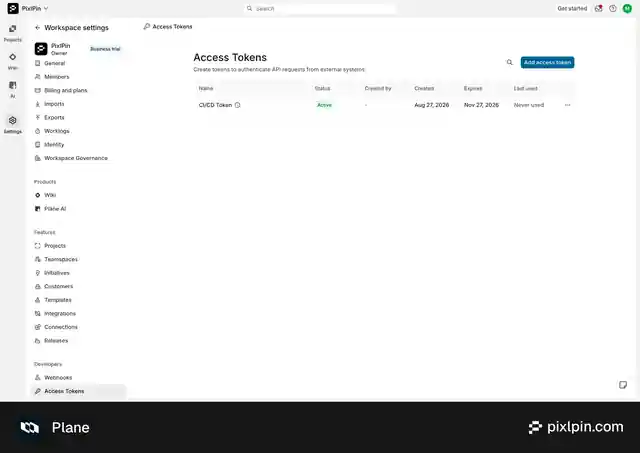 PixlPin
Search
Get started
M
Projects
Wiki
AI
Settings
Workspace settings
PixlPin
Owner
Business trial
General
Members
Billing and plans
Imports
Exports
Worklogs
Identity
Workspace Governance
Products
Wiki
Plane AI
Features
Projects
Teamspaces
Initiatives
Customers
Templates
Integrations
Connections
Releases
Developers
Webhooks
Access Tokens
Access Tokens
Access Tokens
Create tokens to authenticate API requests from external systems.
Add access token
Name Status Created by Created Expires Last used
CI/CD Token Active - Aug 27, 2026 Nov 27, 2026 Never used
Plane
pixlpin.com